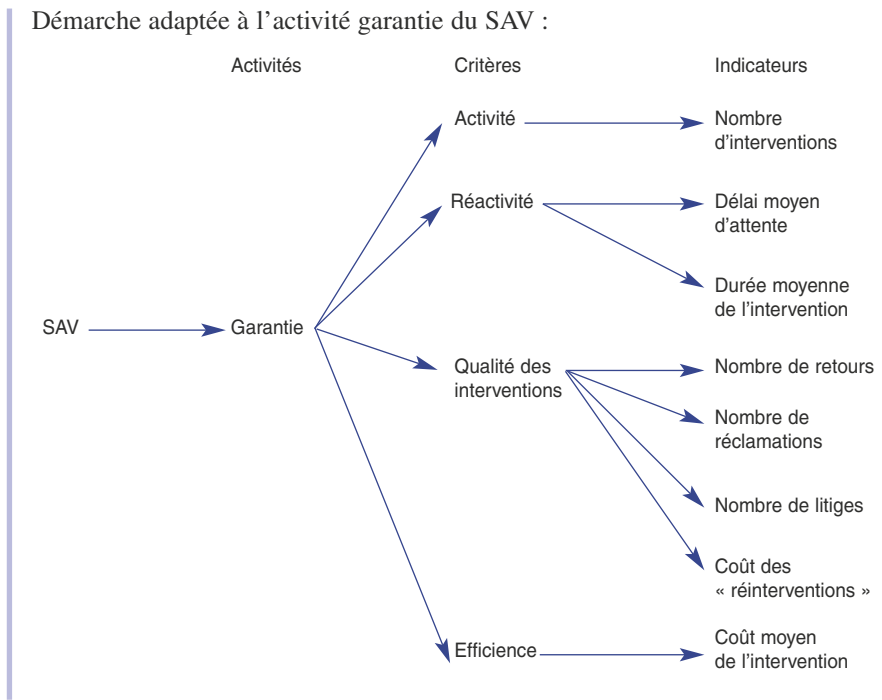 Démarche adaptée à l'activité garantie du SAV :
Activités
Critères
Indicateurs
Activité
Nombre
d'interventions
Réactivité
Délai moyen
d'attente
Durée moyenne
de l'intervention
SAV
Garantie
Qualité des
interventions
Nombre de retours
Nombre de
réclamations
Nombre de litiges
Coût des
« réinterventions »
Efficience
Coût moyen
de l'intervention